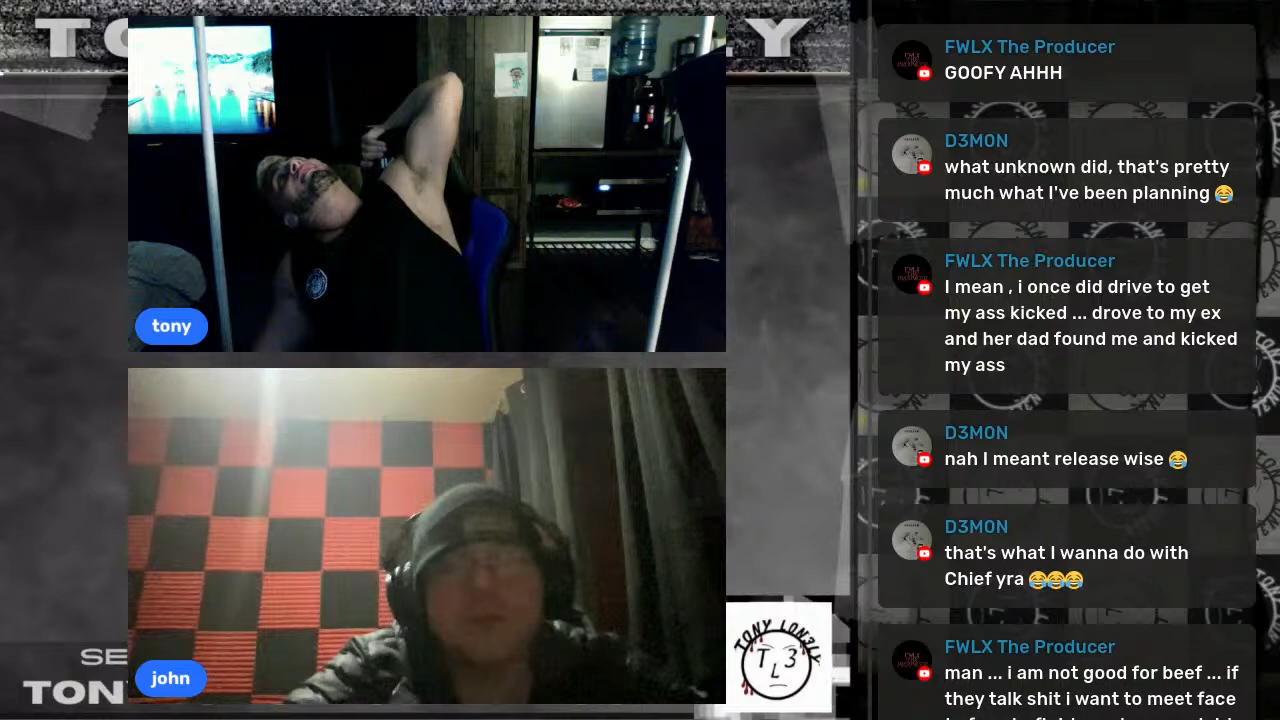 TO
LY
tony
SE
TON
john
TONY LON3LY
TL3
FWLX The Producer
GOOFY AHHH
D3MON
what unknown did, that's pretty
much what I've been planning 😂
FWLX The Producer
I mean , i once did drive to get
my ass kicked ... drove to my ex
and her dad found me and kicked
my ass
D3MON
nah I meant release wise 😂
D3MON
that's what I wanna do with
Chief yra 😂😂😂
FWLX The Producer
man ... i am not good for beef ... if
they talk shit i want to meet face